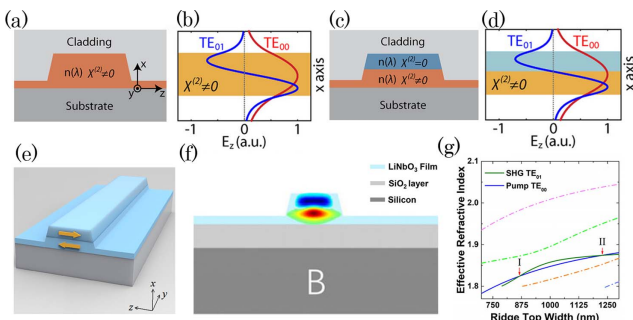 (a)
Cladding
n(λ) χ⁽²⁾≠0
x
y
z
Substrate
(b)
TE₀₁
TE₀₀
χ⁽²⁾≠0
x axis
-1
0
1
E_z (a.u.)
(c)
Cladding
n(λ) χ⁽²⁾=0
n(λ) χ⁽²⁾≠0
Substrate
(d)
TE₀₁
TE₀₀
χ⁽²⁾≠0
x axis
-1
0
1
E_z (a.u.)
(e)
x
y
z
(f)
LiNbO₃ Film
SiO₂ layer
Silicon
B
(g)
SHG TE₀₁
Pump TE₀₀
I
II
Effective Refractive Index
2.1
2.0
1.9
1.8
750
875
1000
1125
1250
Ridge Top Width (nm)